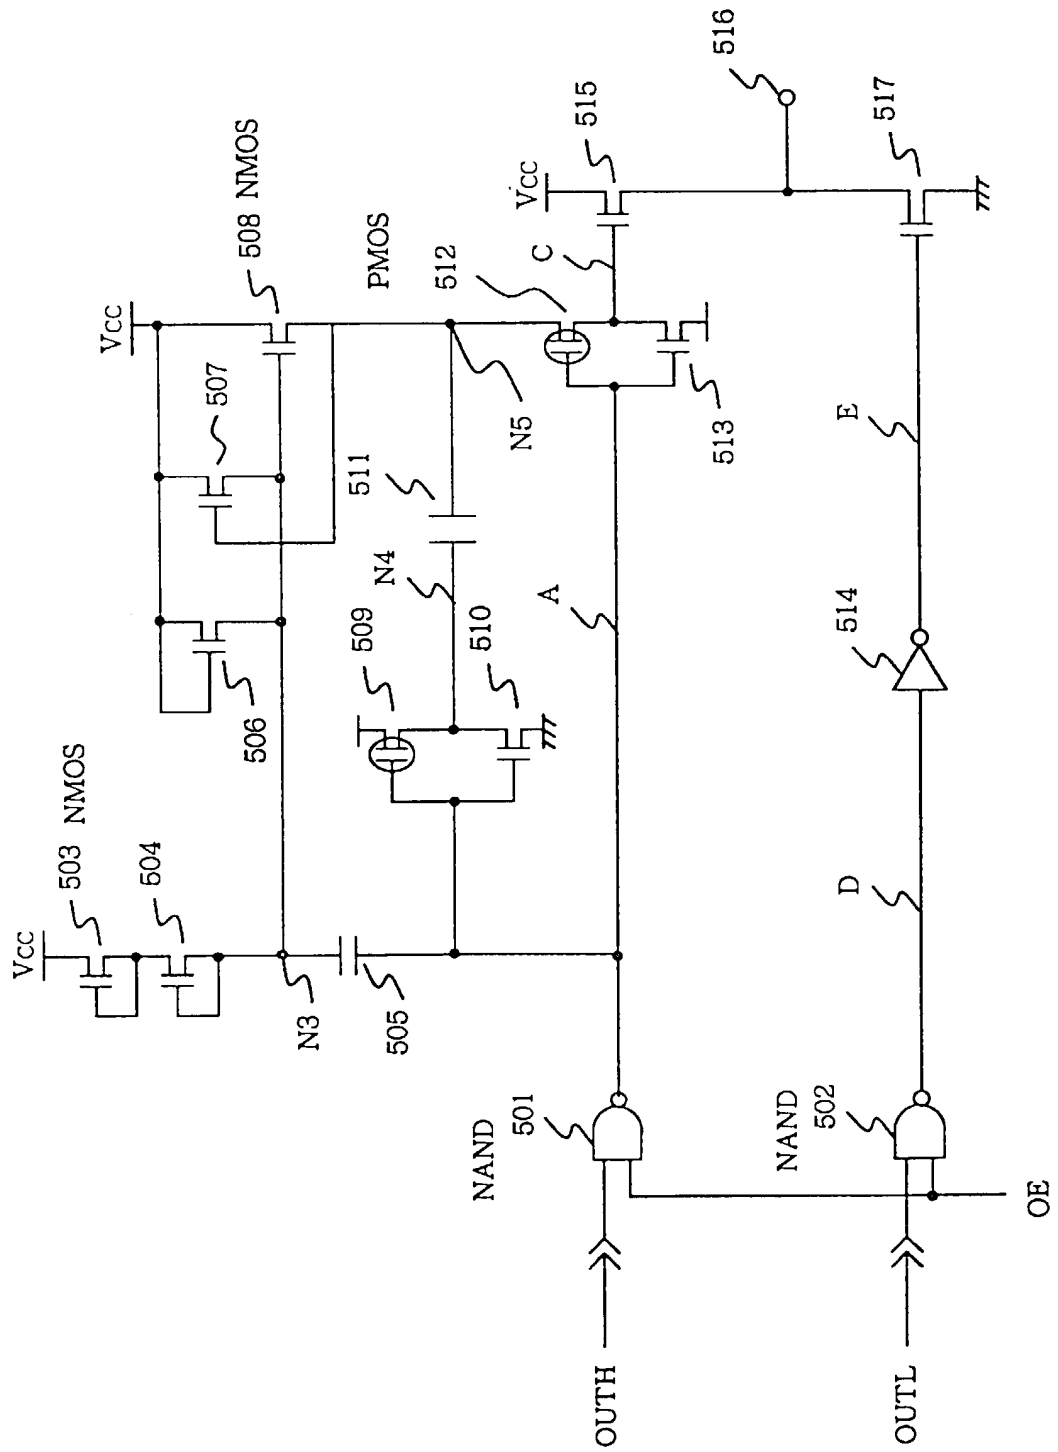 Vcc
503 NMOS
504
N3
505
506
507
Vcc
508 NMOS
509
510
N4
511
N5
PMOS
512
513
A
C
Vcc
515
516
517
NAND
501
NAND
502
514
D
E
OUTH
OUTL
OE